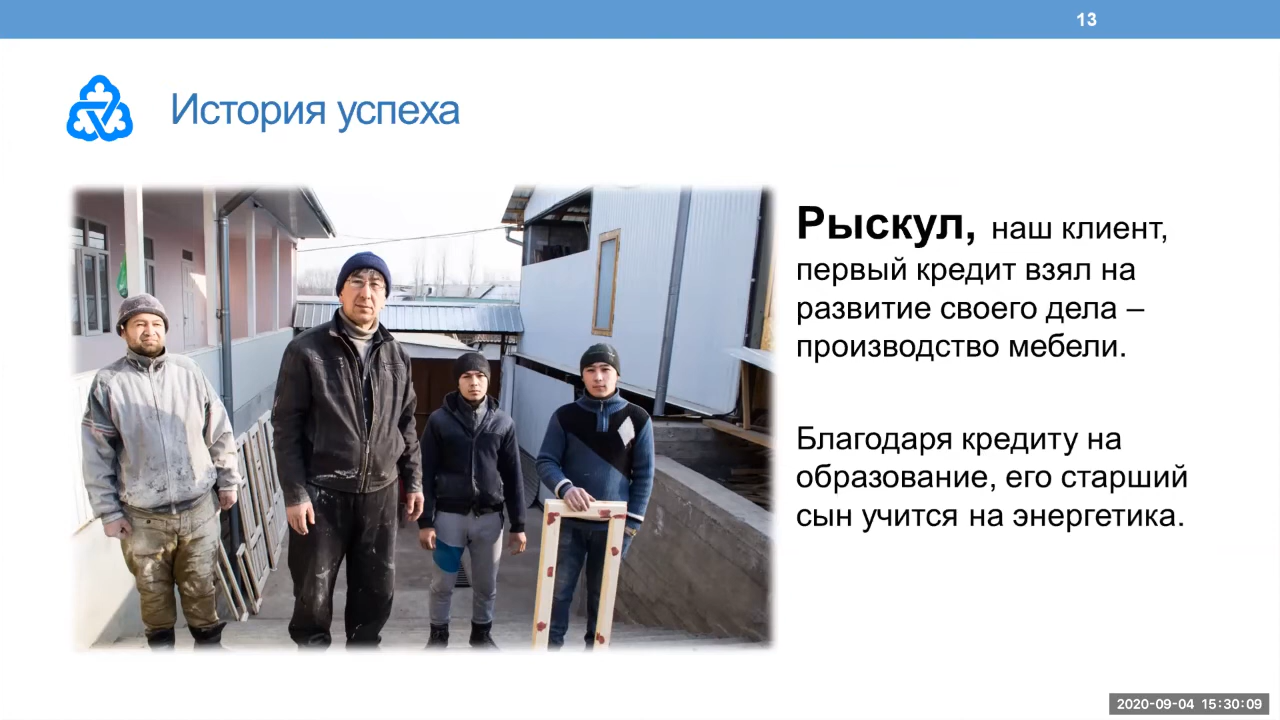 13
История успеха
Рыскул, наш клиент,
первый кредит взял на
развитие своего дела –
производство мебели.
Благодаря кредиту на
образование, его старший
сын учится на энергетика.
2020-09-04 15:30:09